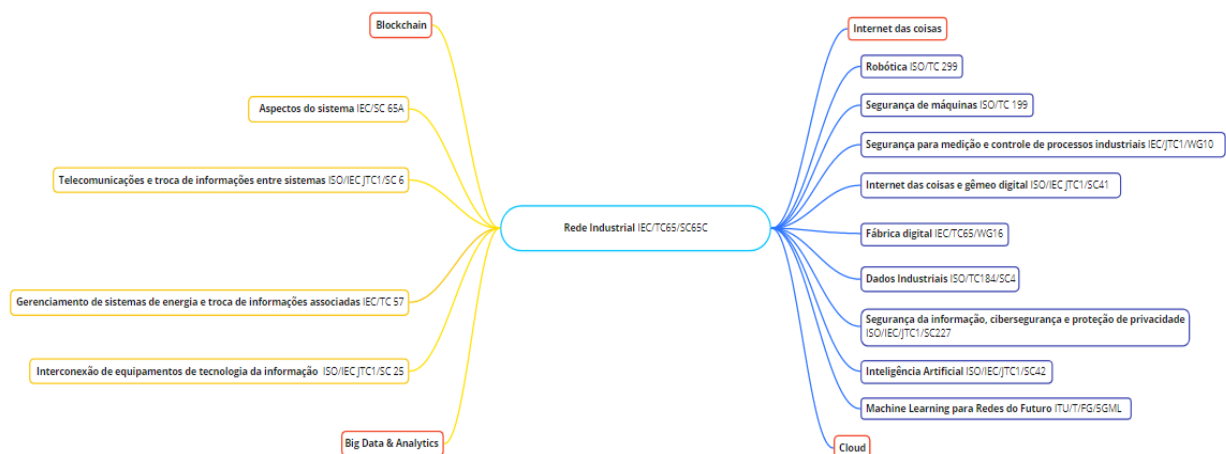 Blockchain
Aspectos do sistema IEC/SC 65A
Telecomunicações e troca de informações entre sistemas ISO/IEC JTC1/SC 6
Gerenciamento de sistemas de energia e troca de informações associadas IEC/TC 57
Interconexão de equipamentos de tecnologia da informação ISO/IEC JTC1/SC 25
Big Data & Analytics
Rede Industrial IEC/TC65/SC65C
Internet das coisas
Robótica ISO/TC 299
Segurança de máquinas ISO/TC 199
Segurança para medição e controle de processos industriais IEC/JTC1/WG10
Internet das coisas e gêmeo digital ISO/IEC JTC1/SC41
Fábrica digital IEC/TC65/WG16
Dados Industriais ISO/TC184/SC4
Segurança da informação, cibersegurança e proteção de privacidade
ISO/IEC/JTC1/SC227
Inteligência Artificial ISO/IEC/JTC1/SC42
Machine Learning para Redes do Futuro ITU/T/FG/5GML
Cloud